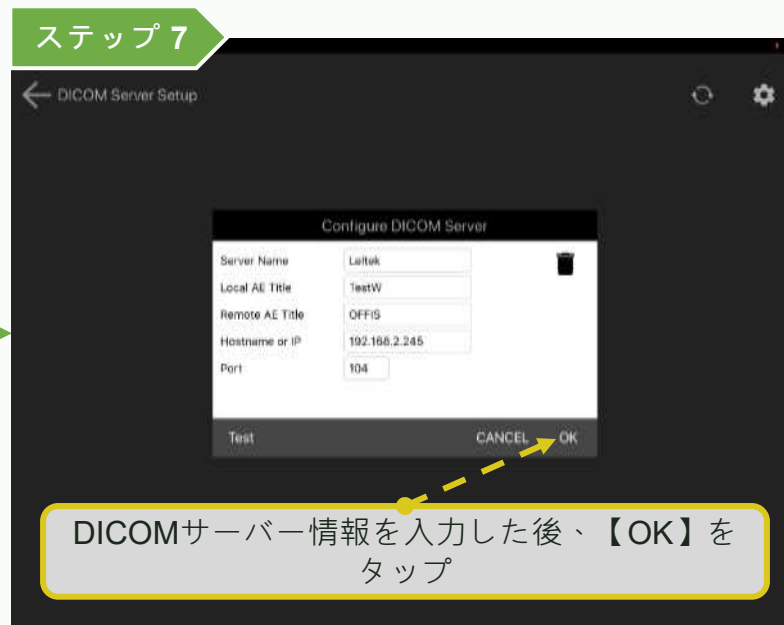 ステップ 7
DICOM Server Setup
Configure DICOM Server
Server Name Leltek
Local AE Title TestW
Remote AE Title OFFIS
Hostname or IP 192.168.2.245
Port 104
Test CANCEL OK
DICOMサーバー情報を入力した後、【OK】を
タップ